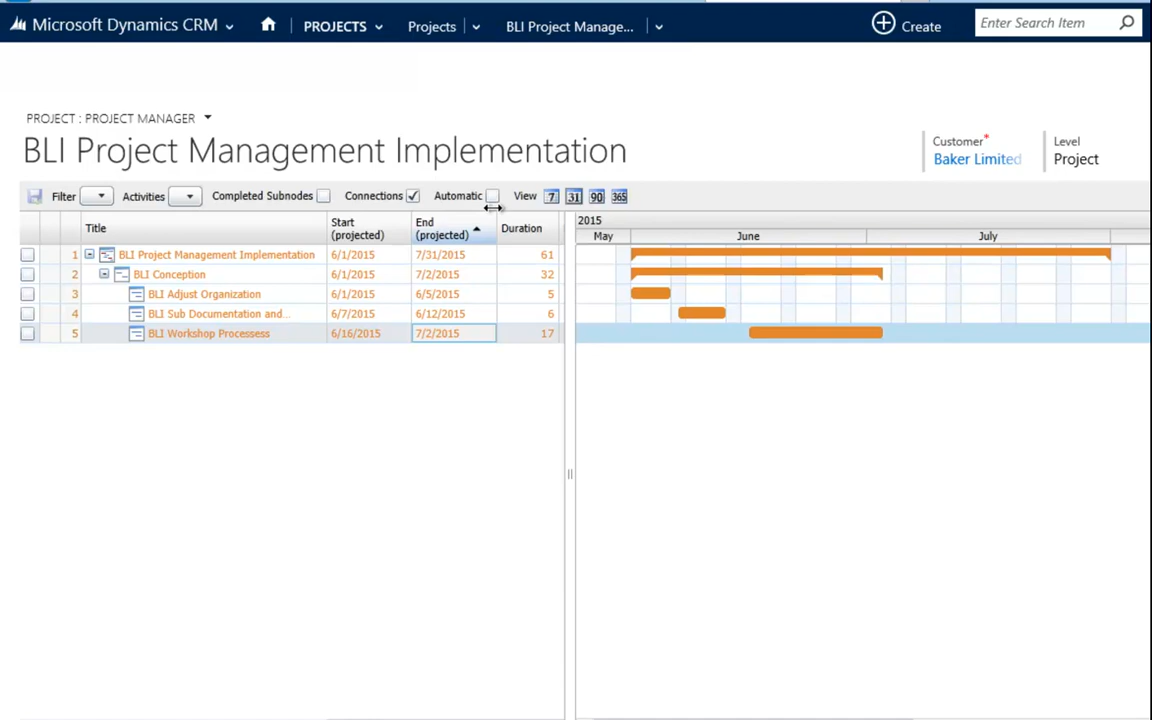 Microsoft Dynamics CRM PROJECTS Projects BLI Project Manage... Create Enter Search Item
PROJECT : PROJECT MANAGER
BLI Project Management Implementation
Customer* Level
Baker Limited Project
Filter Activities Completed Subnodes Connections Automatic View 7 31 90 365
2015
Title Start (projected) End (projected) Duration May June July
1 BLI Project Management Implementation 6/1/2015 7/31/2015 61
2 BLI Conception 6/1/2015 7/2/2015 32
3 BLI Adjust Organization 6/1/2015 6/5/2015 5
4 BLI Sub Documentation and... 6/7/2015 6/12/2015 6
5 BLI Workshop Processess 6/16/2015 7/2/2015 17